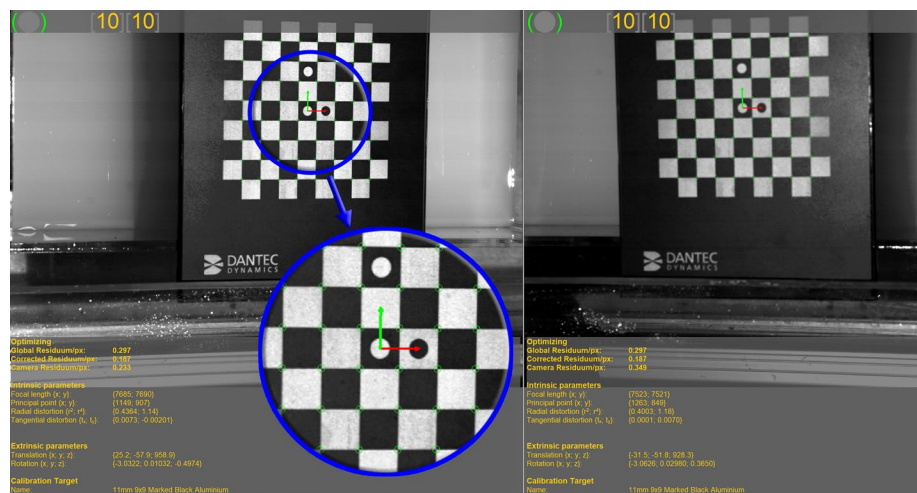 [10][10]
DANTEC
DYNAMICS
Optimizing
Global Residuum/px: 0.297
Corrected Residuum/px: 0.187
Camera Residuum/px: 0.233
Intrinsic parameters
Focal length {x; y}: {7685; 7690}
Principal point {x; y}: {1149; 907}
Radial distortion {r²; r⁴}: {0.4364; 1.14}
Tangential distortion {tₓ; tᵧ}: {0.0073; -0.00201}
Extrinsic parameters
Translation {x; y; z}: {25.2; -57.9; 958.9}
Rotation {x; y; z}: {-3.0322; 0.01032; -0.4974}
Calibration Target
Name: 11mm 9x9 Marked Black Aluminium
[10][10]
DANTEC
DYNAMICS
Optimizing
Global Residuum/px: 0.297
Corrected Residuum/px: 0.187
Camera Residuum/px: 0.349
Intrinsic parameters
Focal length {x; y}: {7523; 7521}
Principal point {x; y}: {1263; 849}
Radial distortion {r²; r⁴}: {0.4003; 1.18}
Tangential distortion {tₓ; tᵧ}: {0.0001; 0.0070}
Extrinsic parameters
Translation {x; y; z}: {-31.5; -51.8; 928.3}
Rotation {x; y; z}: {-3.0626; 0.02980; 0.3650}
Calibration Target
Name: 11mm 9x9 Marked Black Aluminium